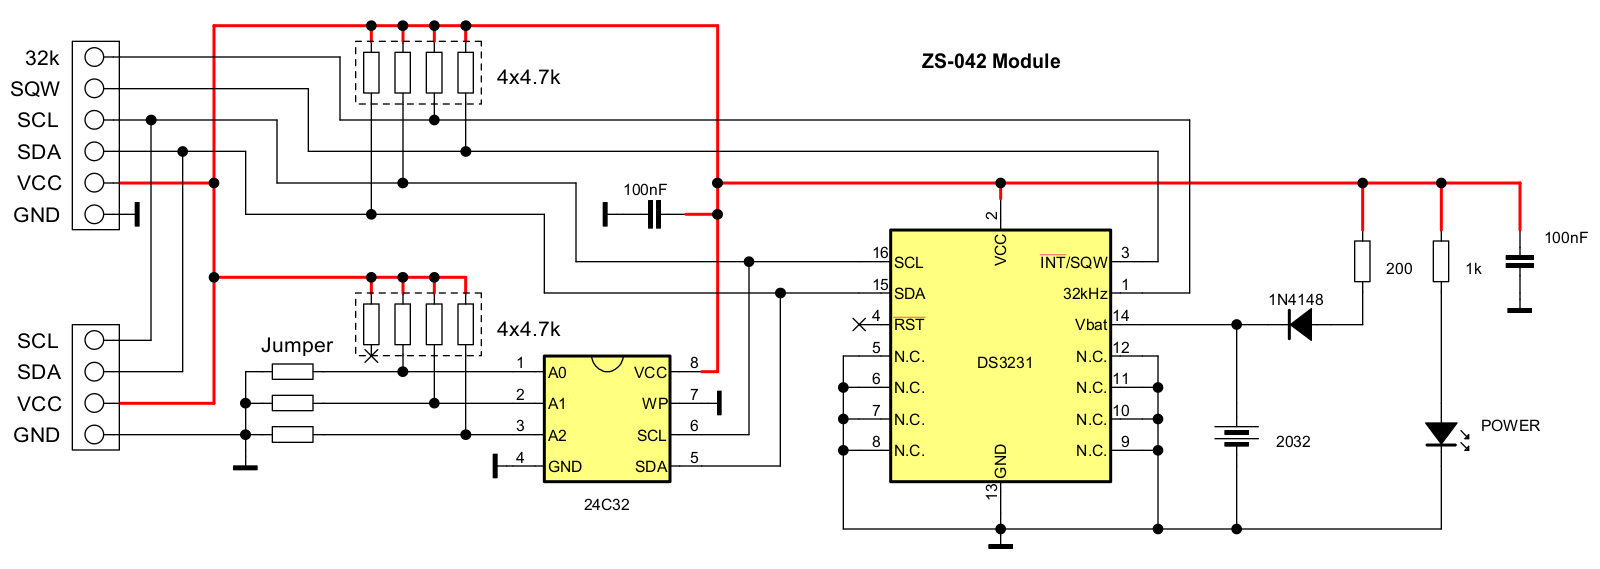 ZS-042 Module
32k
SQW
SCL
SDA
VCC
GND
4x4.7k
100nF
SCL
SDA
VCC
GND
Jumper
4x4.7k
1 A0
2 A1
3 A2
4 GND
VCC 8
WP 7
SCL 6
SDA 5
24C32
2 VCC
16 SCL
15 SDA
4 RST
5 N.C.
6 N.C.
7 N.C.
8 N.C.
DS3231
INT/SQW 3
32kHz 1
Vbat 14
N.C. 12
N.C. 11
N.C. 10
N.C. 9
13 GND
1N4148
200
1k
100nF
2032
POWER